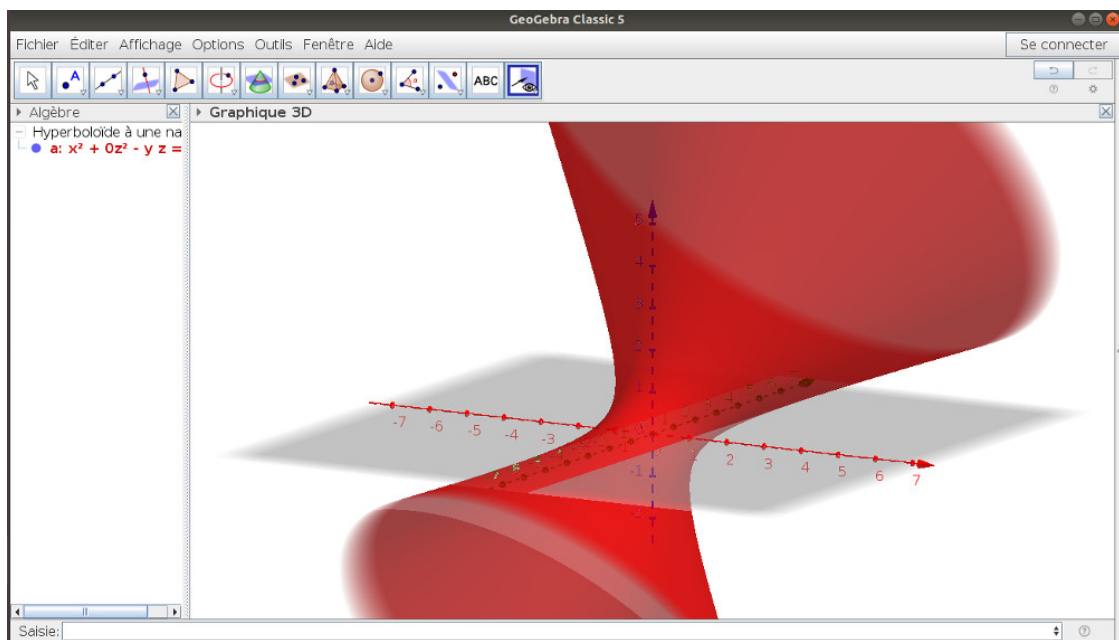 GeoGebra Classic 5
Fichier Éditer Affichage Options Outils Fenêtre Aide
Se connecter
ABC
Algèbre
Graphique 3D
Hyperboloïde à une na
a: x² + 0z² - y z =
5
4
3
2
1
0
-1
-2
-7 -6 -5 -4 -3
1 2 3 4 5 6 7
Saisie: